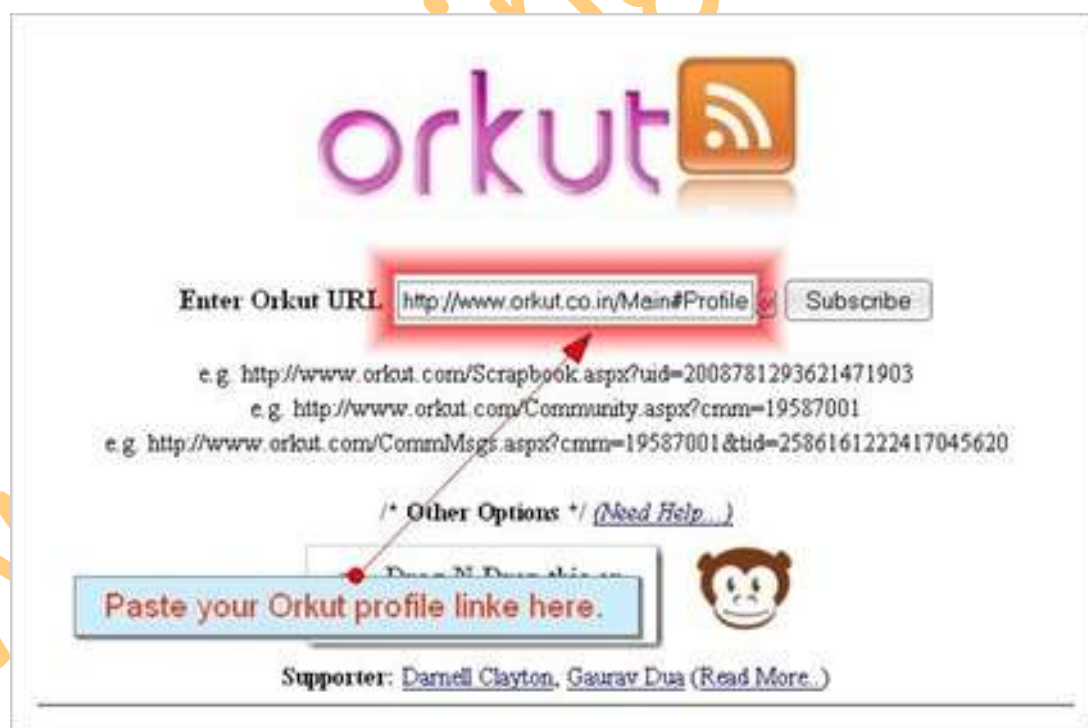 orkut
Enter Orkut URL http://www.orkut.co.in/Main#Profile Subscribe
e.g. http://www.orkut.com/Scrapbook.aspx?uid=2008781293621471903
e.g. http://www.orkut.com/Community.aspx?cmm=19587001
e.g. http://www.orkut.com/CommMsgs.aspx?cmm=19587001&tid=2586161222417045620
/* Other Options */ (Need Help...)
Paste your Orkut profile linke here.
Supporter: Darnell Clayton, Gaurav Dua (Read More..)